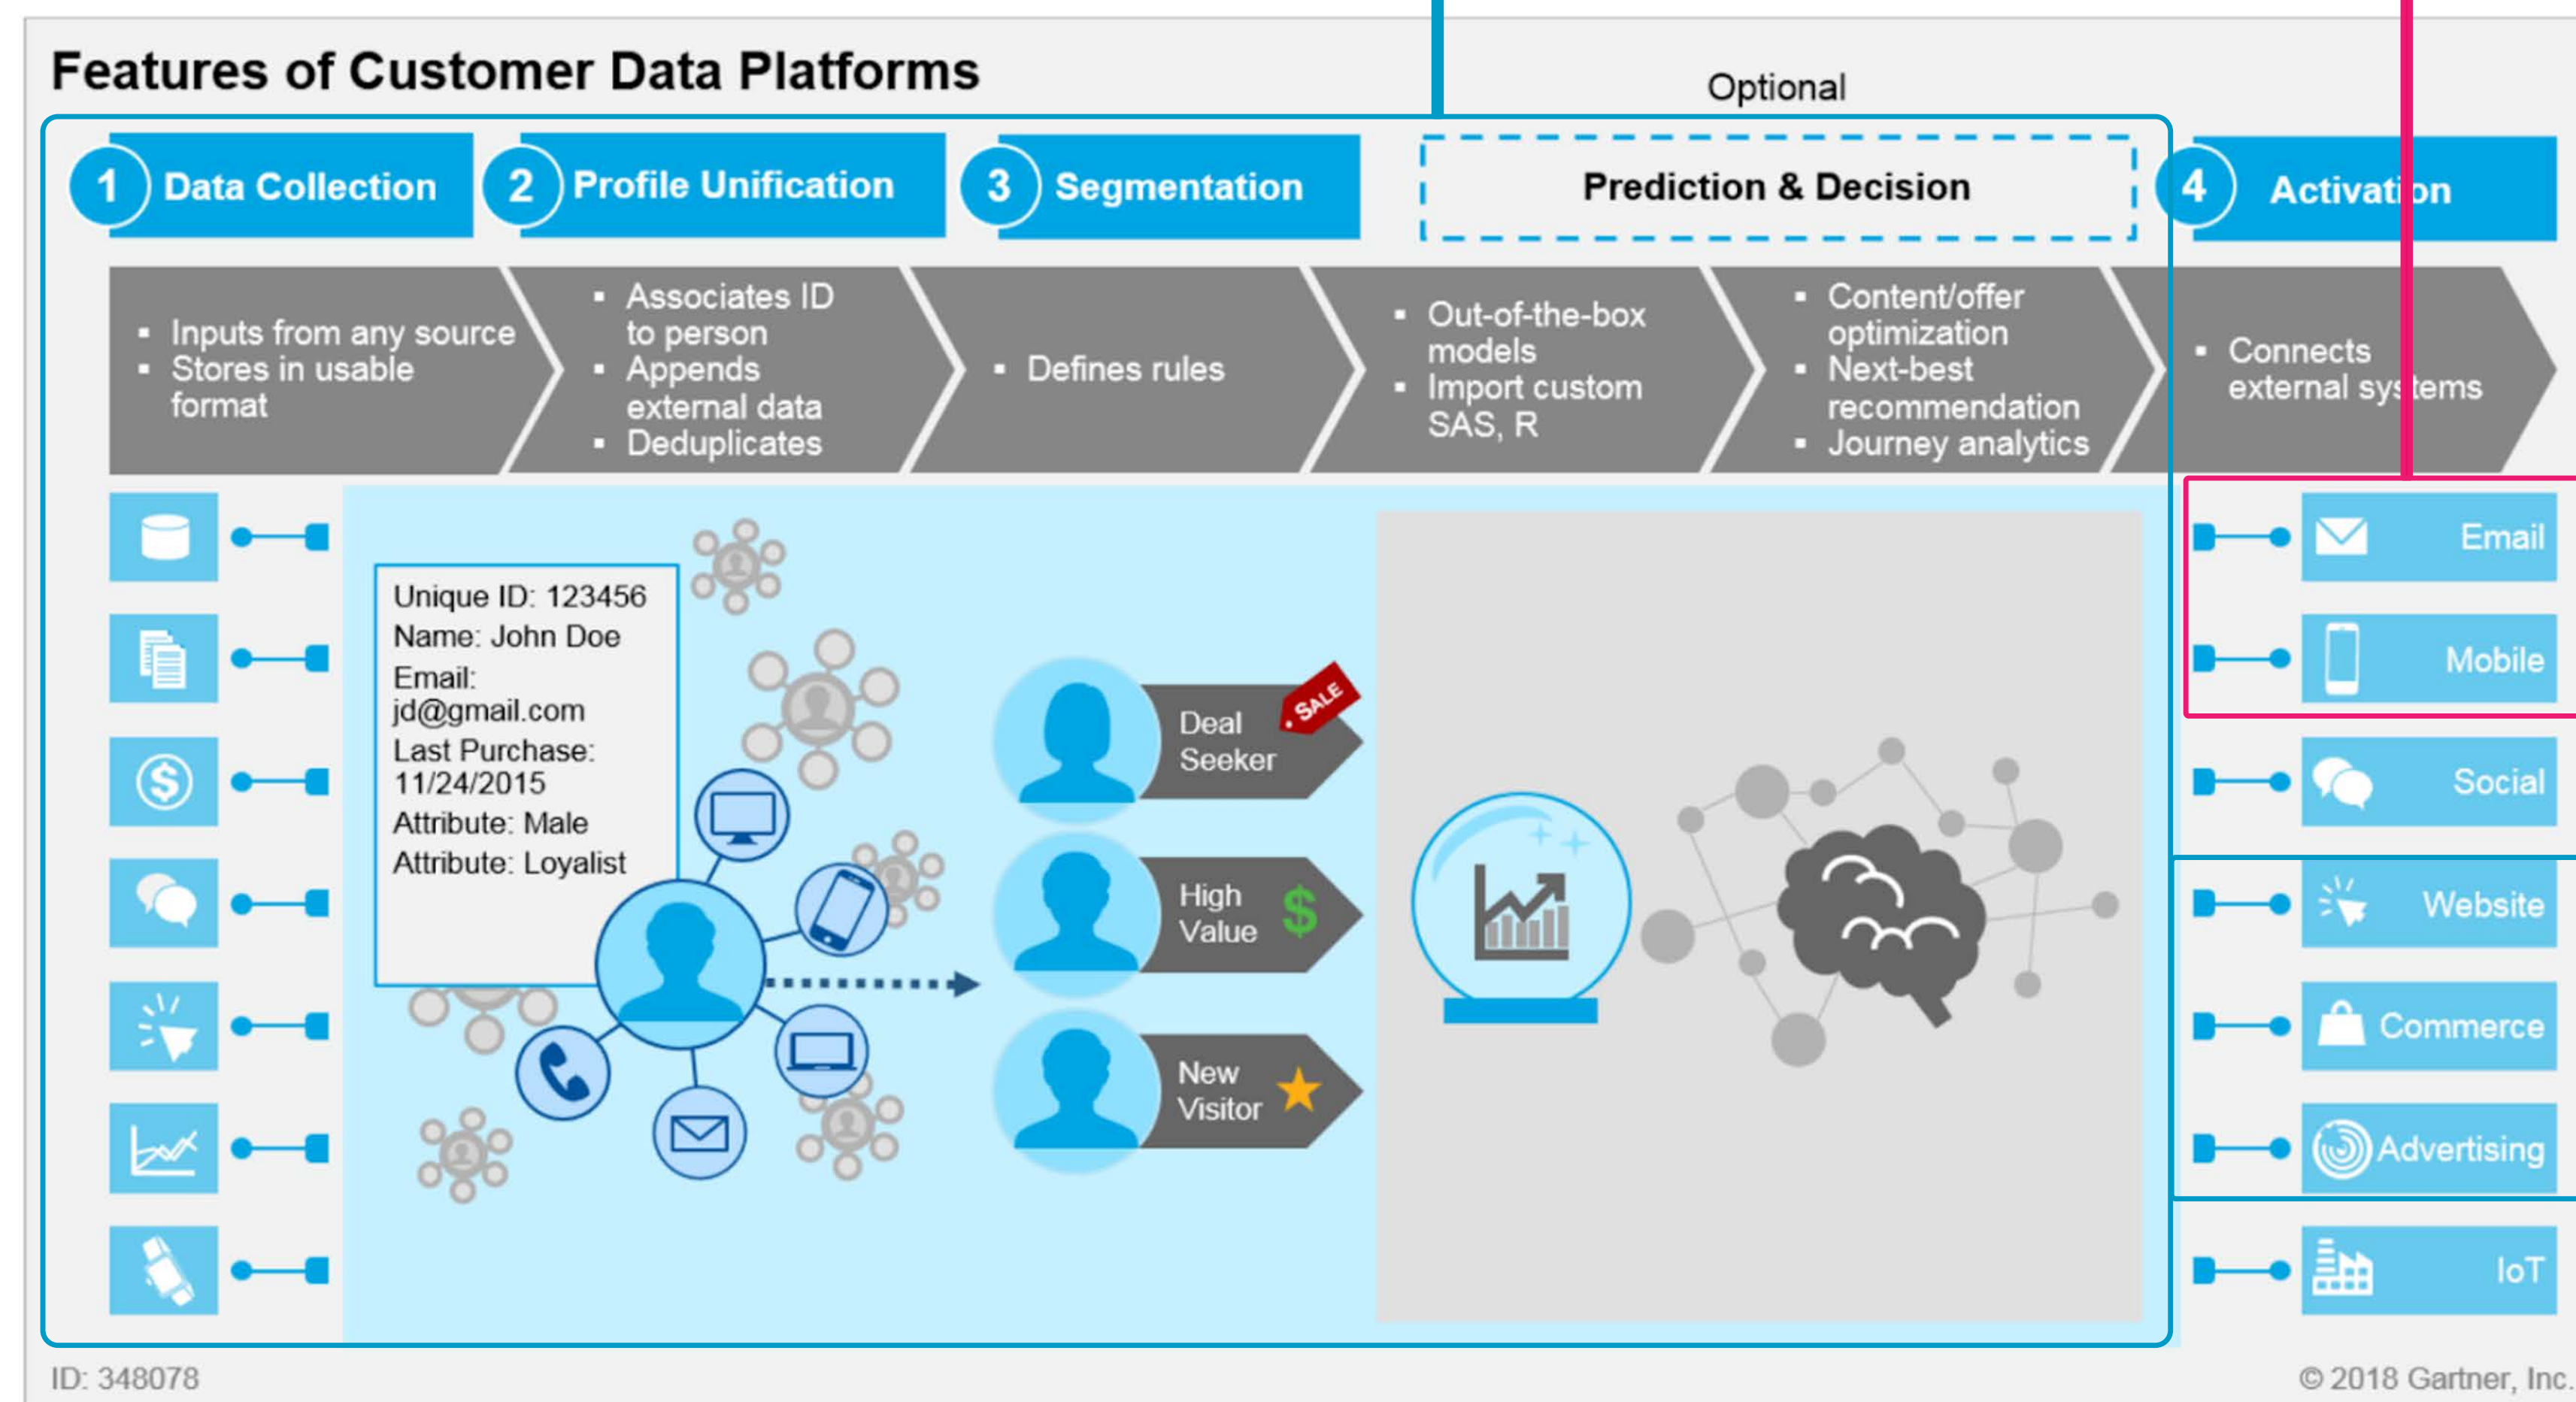 Features of Customer Data Platforms
Optional
1 Data Collection
2 Profile Unification
3 Segmentation
Prediction & Decision
4 Activation
▪ Inputs from any source
▪ Stores in usable
format
▪ Associates ID
to person
▪ Appends
external data
▪ Deduplicates
▪ Defines rules
▪ Out-of-the-box
models
▪ Import custom
SAS, R
▪ Content/offer
optimization
▪ Next-best
recommendation
▪ Journey analytics
▪ Connects
external systems
Unique ID: 123456
Name: John Doe
Email:
jd@gmail.com
Last Purchase:
11/24/2015
Attribute: Male
Attribute: Loyalist
Deal
Seeker
SALE
High
Value
$
New
Visitor
$
Email
Mobile
Social
Website
Commerce
Advertising
IoT
ID: 348078
© 2018 Gartner, Inc.